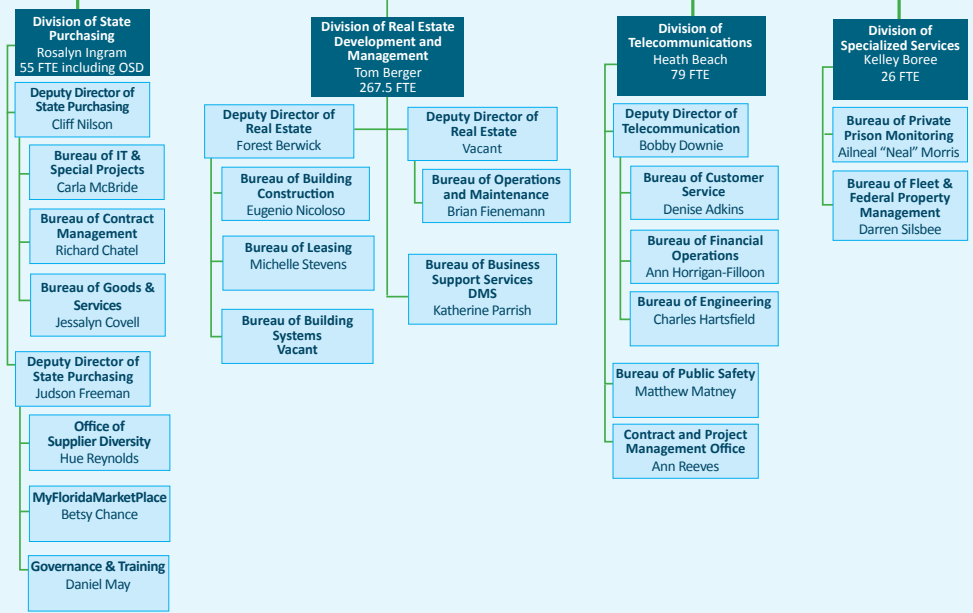 Division of State
Purchasing
Rosalyn Ingram
55 FTE including OSD
Deputy Director of
State Purchasing
Cliff Nilson
Bureau of IT &
Special Projects
Carla McBride
Bureau of Contract
Management
Richard Chatel
Bureau of Goods &
Services
Jessalyn Covell
Deputy Director of
State Purchasing
Judson Freeman
Office of
Supplier Diversity
Hue Reynolds
MyFloridaMarketPlace
Betsy Chance
Governance & Training
Daniel May
Division of Real Estate
Development and
Management
Tom Berger
267.5 FTE
Deputy Director of
Real Estate
Forest Berwick
Bureau of Building
Construction
Eugenio Nicoloso
Bureau of Leasing
Michelle Stevens
Bureau of Building
Systems
Vacant
Deputy Director of
Real Estate
Vacant
Bureau of Operations
and Maintenance
Brian Fienemann
Bureau of Business
Support Services
DMS
Katherine Parrish
Division of
Telecommunications
Heath Beach
79 FTE
Deputy Director of
Telecommunication
Bobby Downie
Bureau of Customer
Service
Denise Adkins
Bureau of Financial
Operations
Ann Horrigan-Filloon
Bureau of Engineering
Charles Hartsfield
Bureau of Public Safety
Matthew Matney
Contract and Project
Management Office
Ann Reeves
Division of
Specialized Services
Kelley Boree
26 FTE
Bureau of Private
Prison Monitoring
Ailneal “Neal” Morris
Bureau of Fleet &
Federal Property
Management
Darren Silsbee